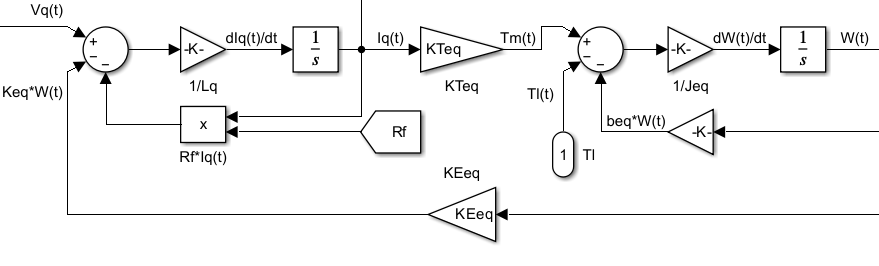 Vq(t)
dIq(t)/dt
Iq(t)
Tm(t)
dW(t)/dt
W(t)
+
−
−
-K-
1
s
KTeq
+
−
−
-K-
1
s
1/Lq
KTeq
1/Jeq
Keq*W(t)
Tl(t)
beq*W(t)
x
Rf
-K-
Rf*Iq(t)
1
Tl
KEeq
KEeq